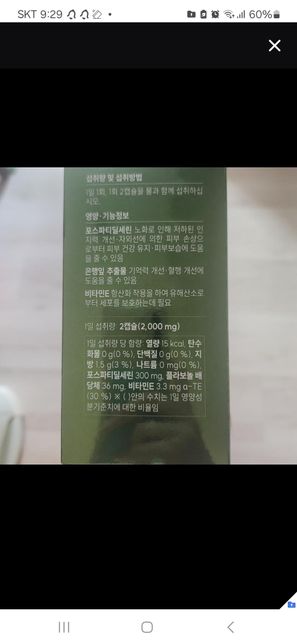 SKT 9:29
60%
섭취량 및 섭취방법
1일 1회, 1회 2캡슐을 물과 함께 섭취하십
시오.
영양·기능정보
포스파티딜세린 노화로 인해 저하된 인
지력 개선·자외선에 의한 피부 손상으
로부터 피부 건강 유지·피부보습에 도움
을 줄 수 있음
은행잎 추출물 기억력 개선·혈행 개선에
도움을 줄 수 있음
비타민E 항산화 작용을 하여 유해산소로
부터 세포를 보호하는데 필요
1일 섭취량: 2캡슐(2,000 mg)
1일 섭취량 당 함량: 열량 15 kcal, 탄수
화물 0 g(0 %), 단백질 0 g(0 %), 지
방 1.5 g(3 %), 나트륨 0 mg(0 %),
포스파티딜세린 300 mg, 플라보놀 배
당체 36 mg, 비타민E 3.3 mg α-TE
(30 %) ※ ( )안의 수치는 1일 영양성
분기준치에 대한 비율임